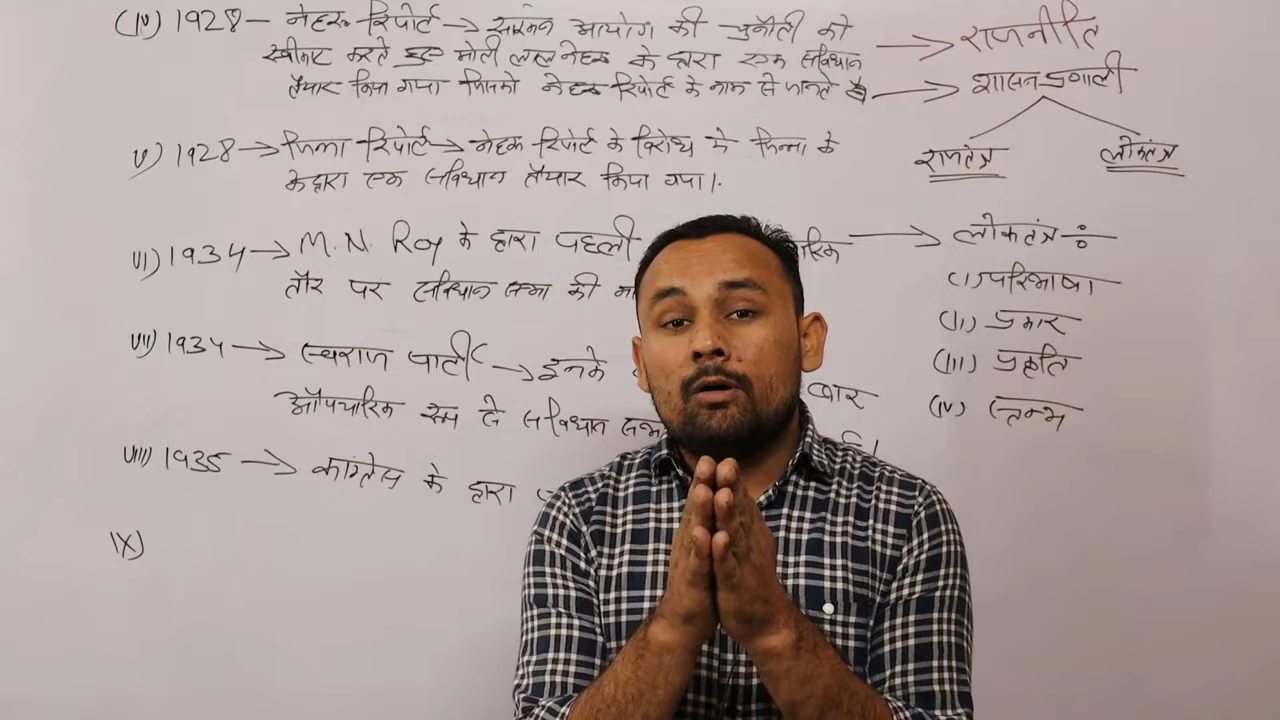 (iv) 1928 - नेहरू रिपोर्ट → साइमन आयोग की चुनौती को
स्वीकार करते हुए मोती लाल नेहरू के द्वारा एक संविधान
तैयार किया गया जिसको नेहरू रिपोर्ट के नाम से जानते है
v) 1928 → जिन्ना रिपोर्ट → नेहरू रिपोर्ट के विरोध मे जिन्ना के
के द्वारा एक संविधान तैयार किया गया।
vi) 1934 → M.N. Roy के द्वारा पहली
तौर पर संविधान सभा की
vii) 1934 → स्वराज पार्टी → इनके
बार
औपचारिक रूप से संविधान सभा
viii) 1935 → कांग्रेस के द्वारा
ix)
→ राजनीति
→ शासन प्रणाली
राजतंत्र लोकतंत्र
→ लोकतंत्र ÷
(i) परिभाषा
(ii) प्रकार
(iii) प्रकृति
(iv) स्तम्भ